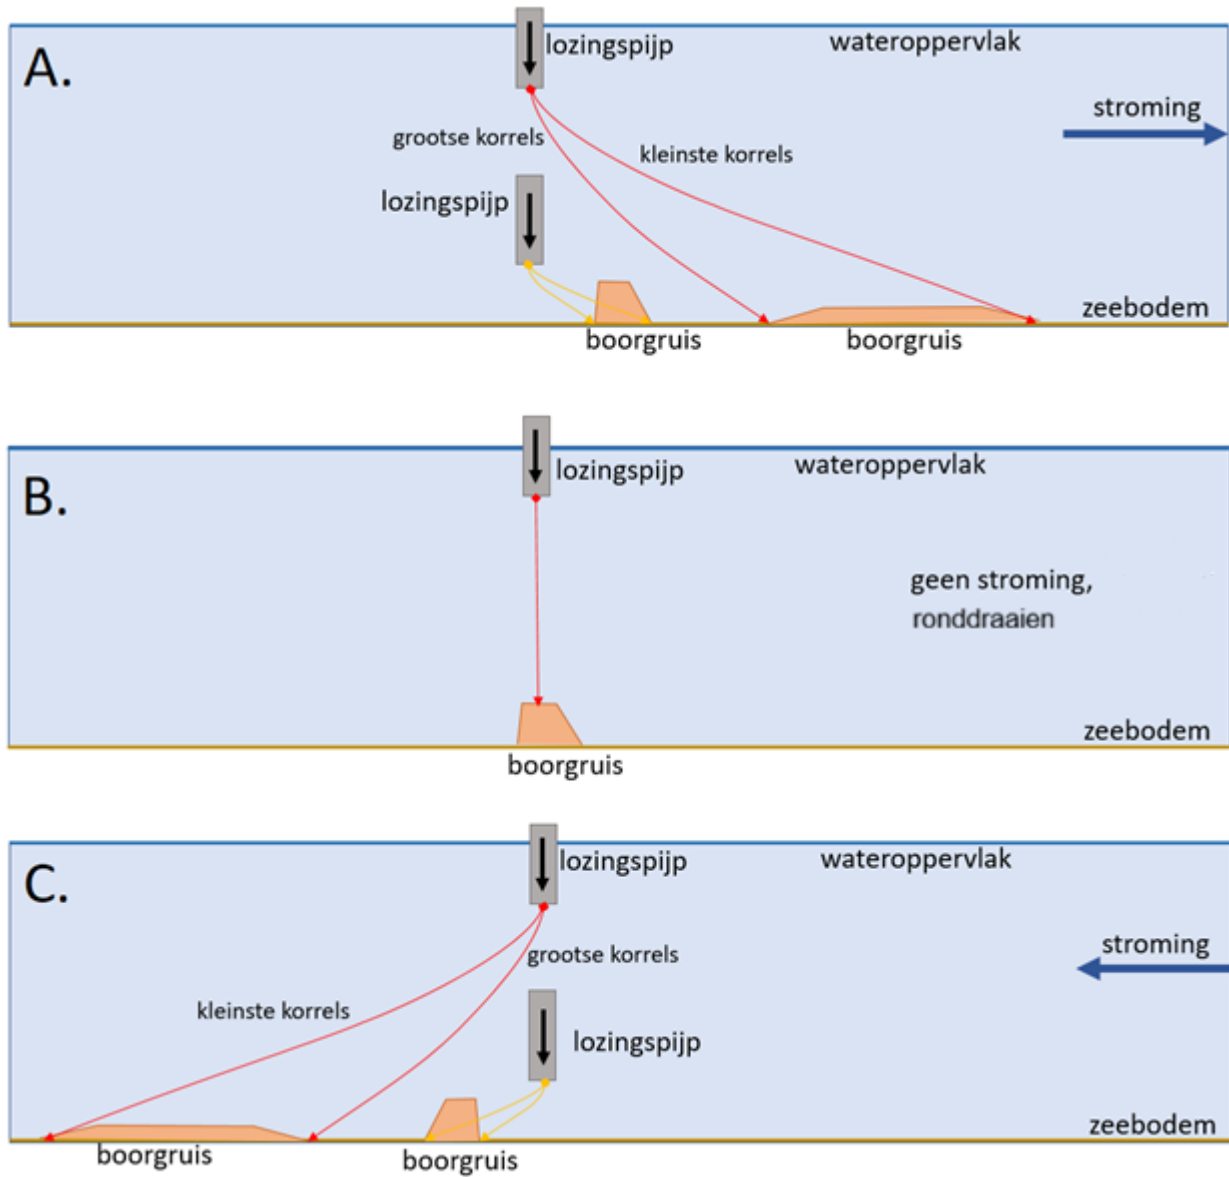 A.
lozingspijp
wateroppervlak
stroming
grootse korrels
kleinste korrels
lozingspijp
zeebodem
boorgruis
boorgruis
B.
lozingspijp
wateroppervlak
geen stroming,
ronddraaien
zeebodem
boorgruis
C.
lozingspijp
wateroppervlak
stroming
grootse korrels
kleinste korrels
lozingspijp
zeebodem
boorgruis
boorgruis